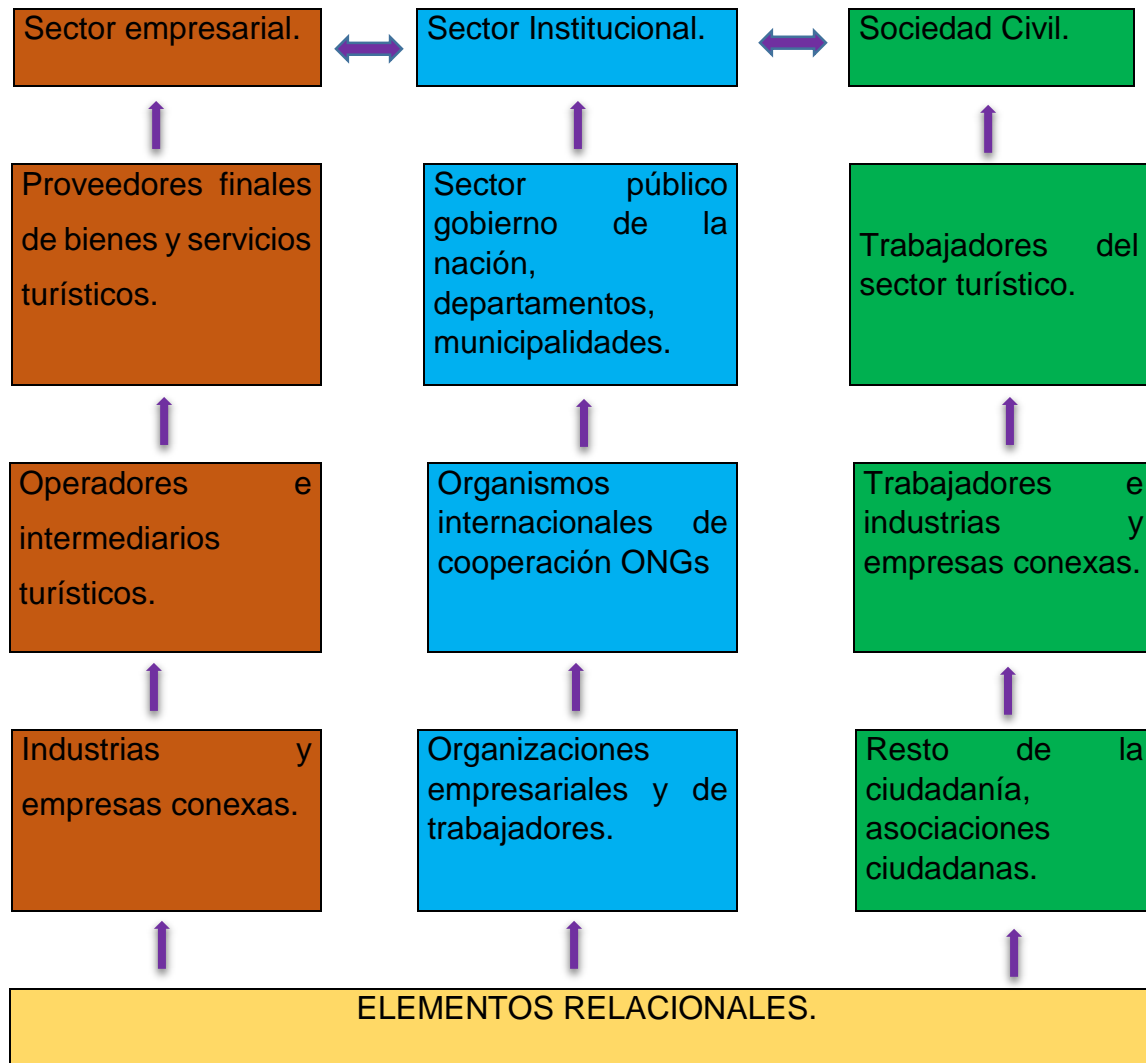 Sector empresarial.
Sector Institucional.
Sociedad Civil.
Proveedores finales
de bienes y servicios
turísticos.
Sector público
gobierno de la
nación,
departamentos,
municipalidades.
Trabajadores del
sector turístico.
Operadores e
intermediarios
turísticos.
Organismos
internacionales de
cooperación ONGs
Trabajadores e
industrias y
empresas conexas.
Industrias y
empresas conexas.
Organizaciones
empresariales y de
trabajadores.
Resto de la
ciudadanía,
asociaciones
ciudadanas.
ELEMENTOS RELACIONALES.